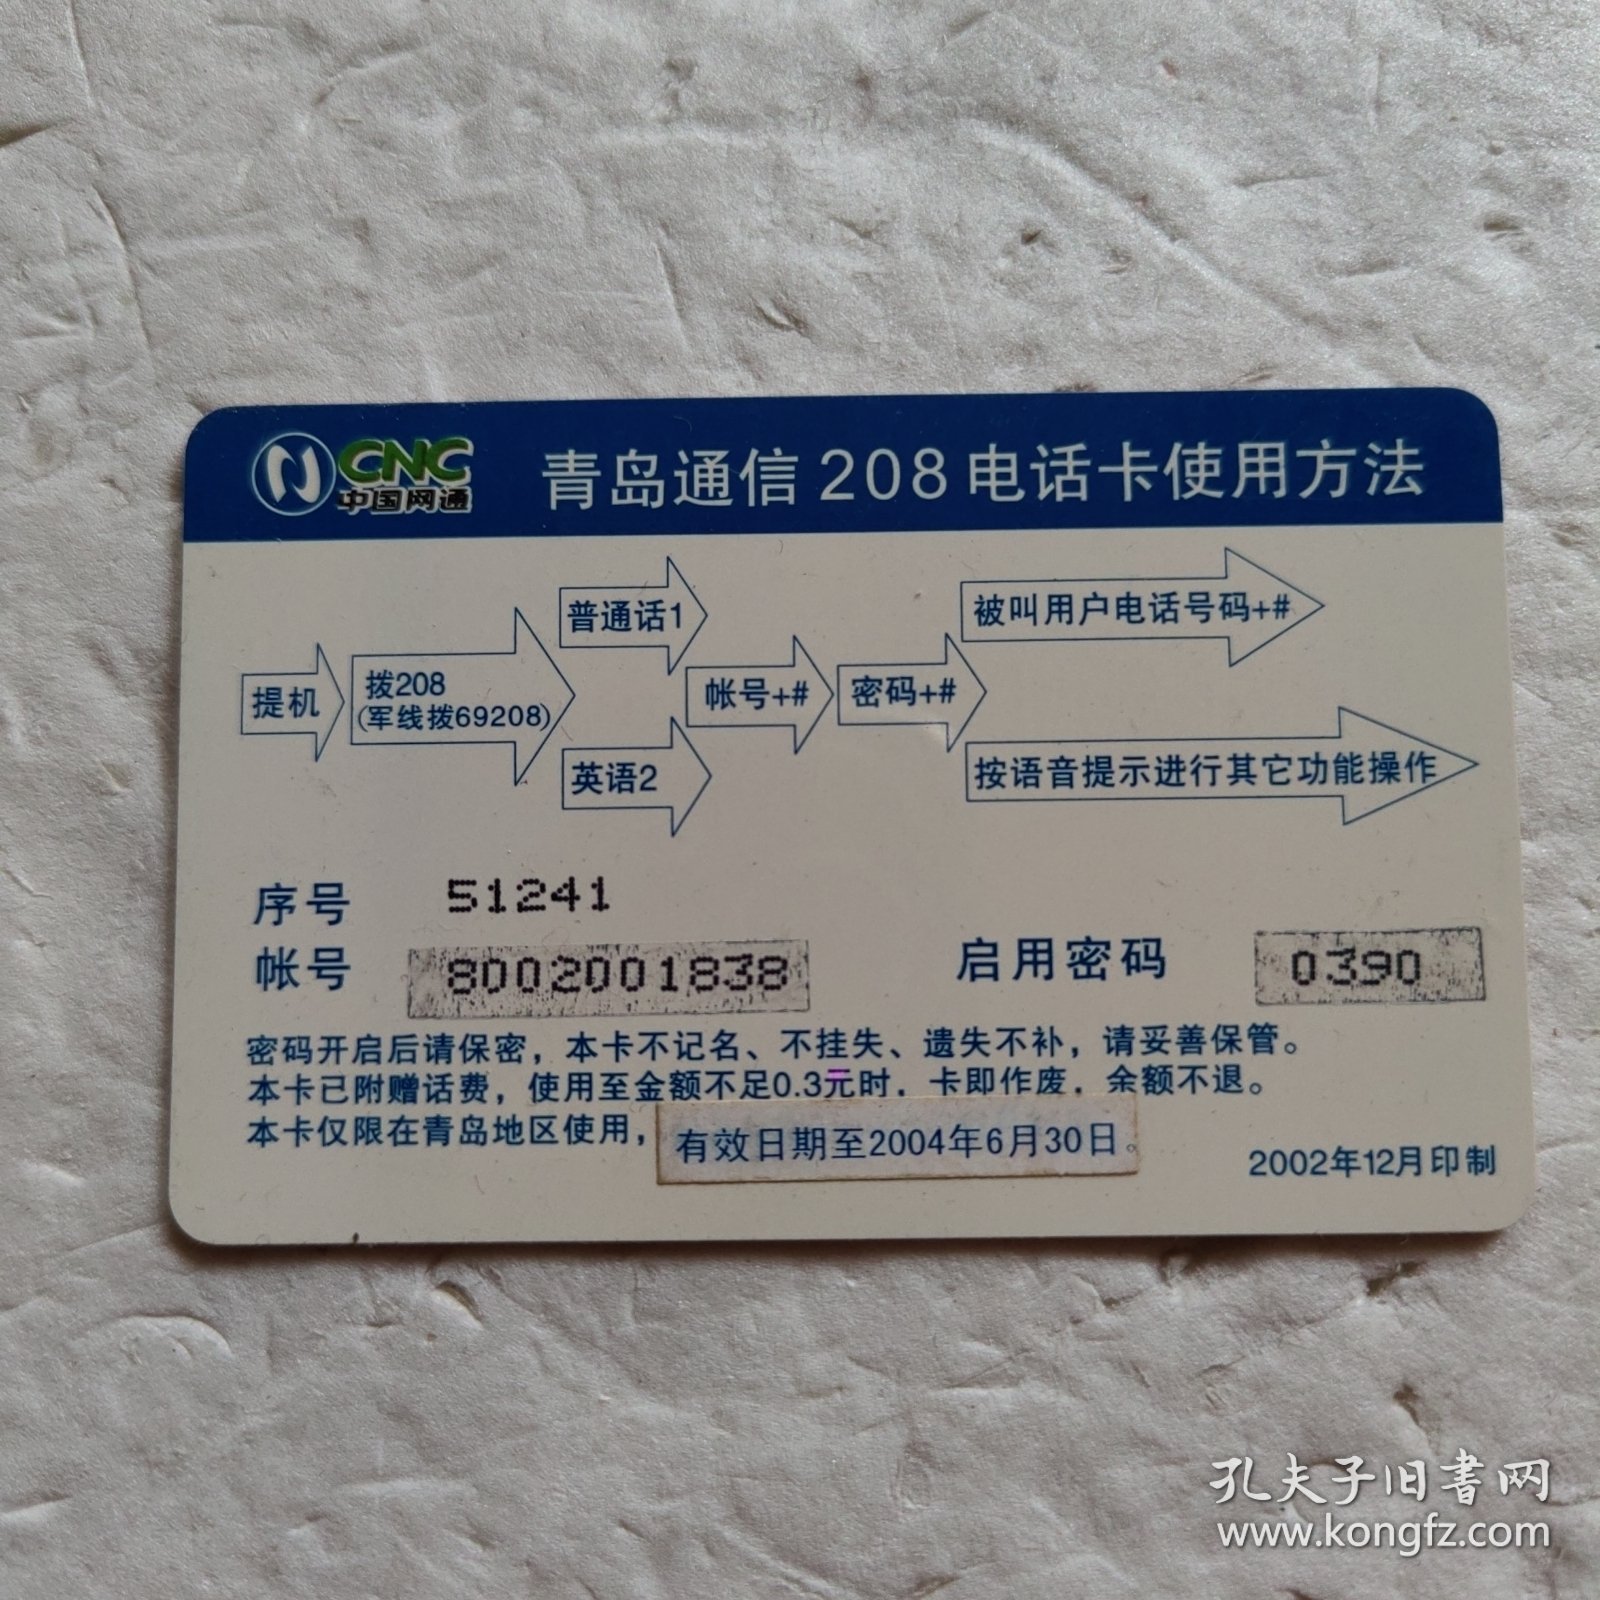 CNC
中国网通
青岛通信208电话卡使用方法
提机
拨208
(军线拨69208)
普通话1
英语2
帐号+#
密码+#
被叫用户电话号码+#
按语音提示进行其它功能操作
序号 51241
帐号 8002001838 启用密码 0390
密码开启后请保密，本卡不记名、不挂失、遗失不补，请妥善保管。
本卡已附赠话费，使用至金额不足0.3元时，卡即作废，余额不退。
本卡仅限在青岛地区使用，有效日期至2004年6月30日。
2002年12月印制
孔夫子旧书网
www.kongfz.com